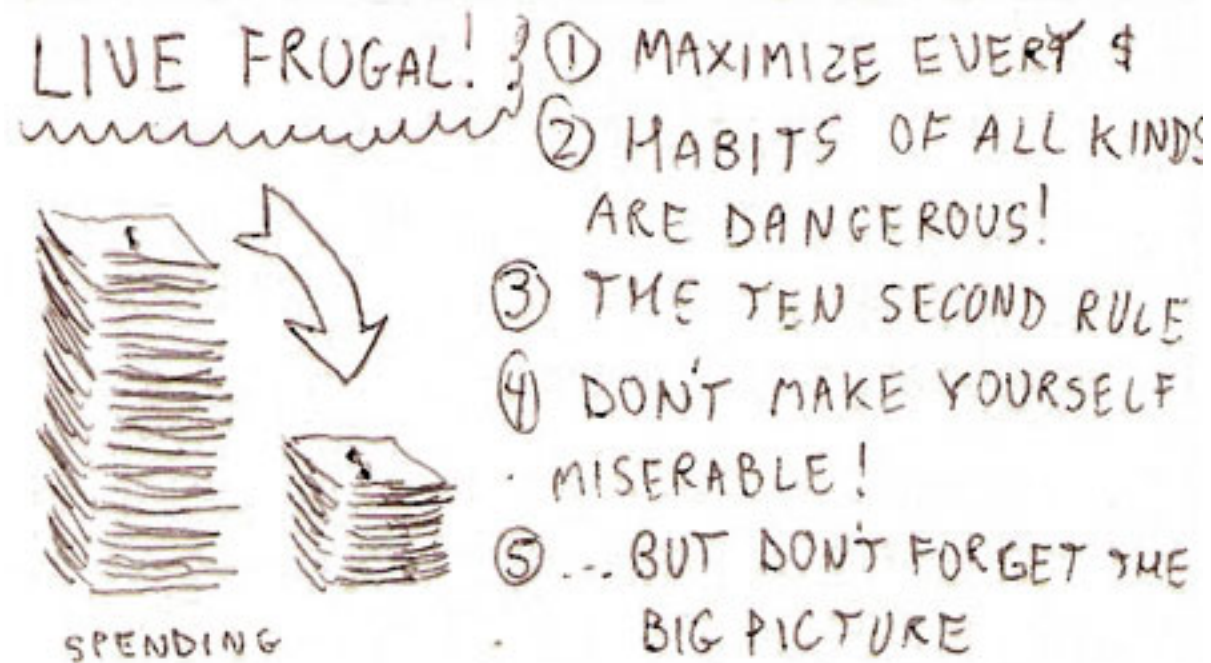 LIVE FRUGAL!
① MAXIMIZE EVERY $
② HABITS OF ALL KINDS
ARE DANGEROUS!
③ THE TEN SECOND RULE
④ DON'T MAKE YOURSELF
MISERABLE!
⑤ ... BUT DON'T FORGET THE
BIG PICTURE
SPENDING